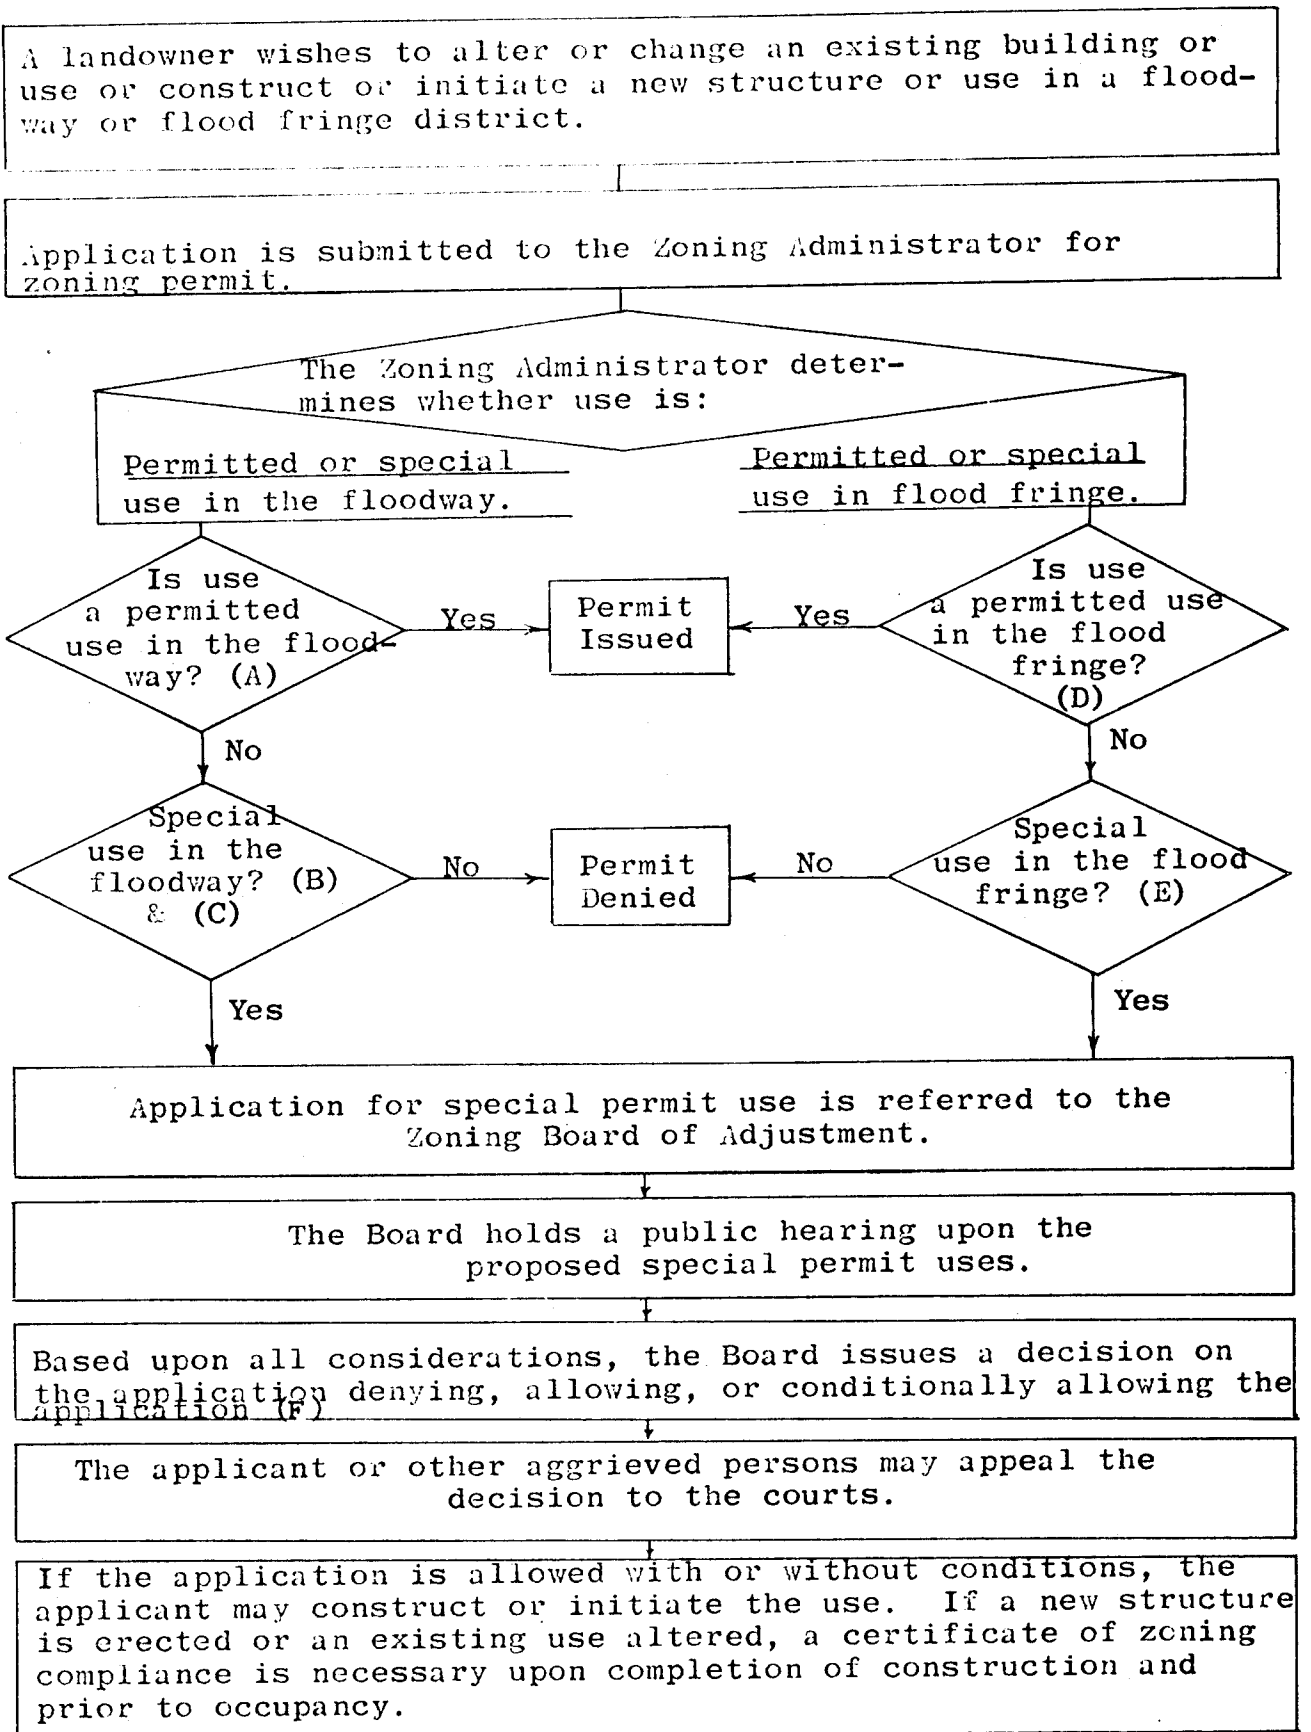 A landowner wishes to alter or change an existing building or
use or construct or initiate a new structure or use in a flood-
way or flood fringe district.
Application is submitted to the Zoning Administrator for
zoning permit.
The Zoning Administrator deter-
mines whether use is:
Permitted or special
use in the floodway.
Permitted or special
use in flood fringe.
Is use
a permitted
use in the flood-
way? (A)
Yes
Permit
Issued
Yes
Is use
a permitted use
in the flood
fringe?
(D)
No
No
Special
use in the
floodway? (B)
& (C)
No
Permit
Denied
No
Special
use in the flood
fringe? (E)
Yes
Yes
Application for special permit use is referred to the
Zoning Board of Adjustment.
The Board holds a public hearing upon the
proposed special permit uses.
Based upon all considerations, the Board issues a decision on
the application denying, allowing, or conditionally allowing the
application (F)
The applicant or other aggrieved persons may appeal the
decision to the courts.
If the application is allowed with or without conditions, the
applicant may construct or initiate the use. If a new structure
is erected or an existing use altered, a certificate of zoning
compliance is necessary upon completion of construction and
prior to occupancy.